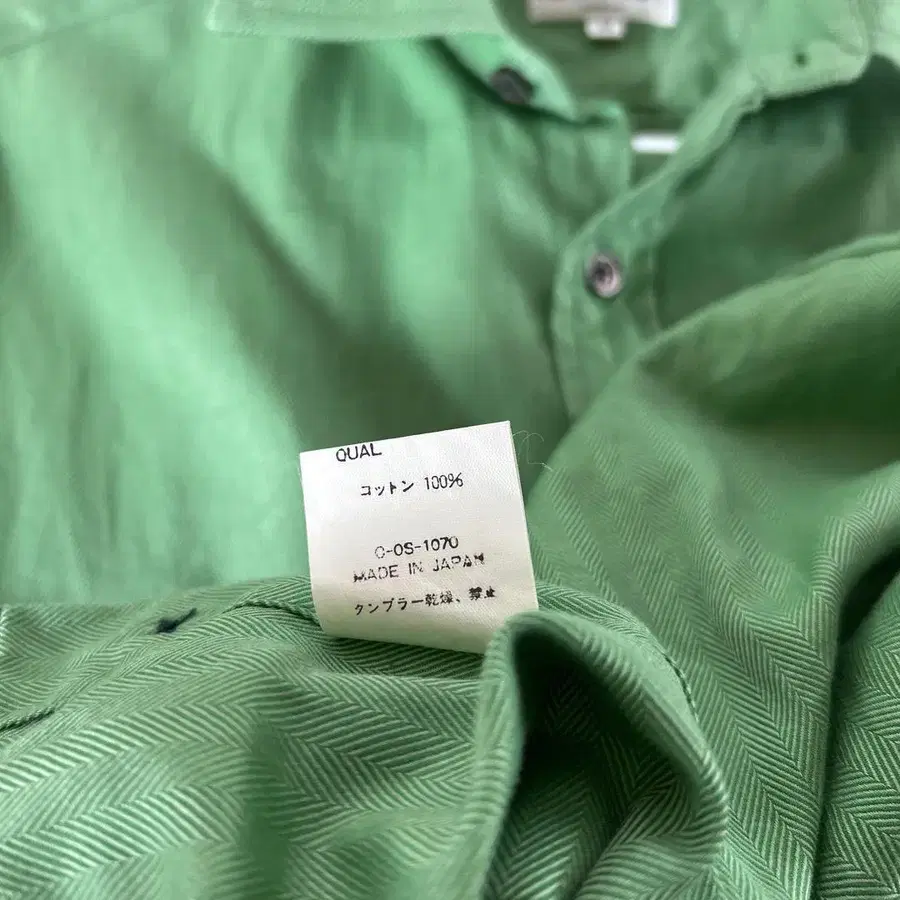 QUAL
コットン 100%
C-OS-1070
MADE IN JAPAN
タンブラー乾燥、禁止